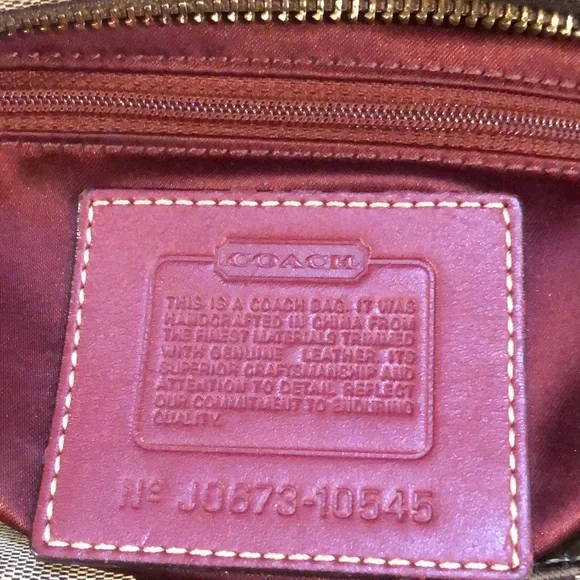 COACH
THIS IS A COACH BAG. IT WAS
HANDCRAFTED IN CHINA FROM
THE FINEST MATERIALS TRIMMED
WITH GENUINE LEATHER. ITS
SUPERIOR CRAFTSMANSHIP AND
ATTENTION TO DETAIL REFLECT
OUR COMMITMENT TO ENDURING
QUALITY.
Nº J0673-10545